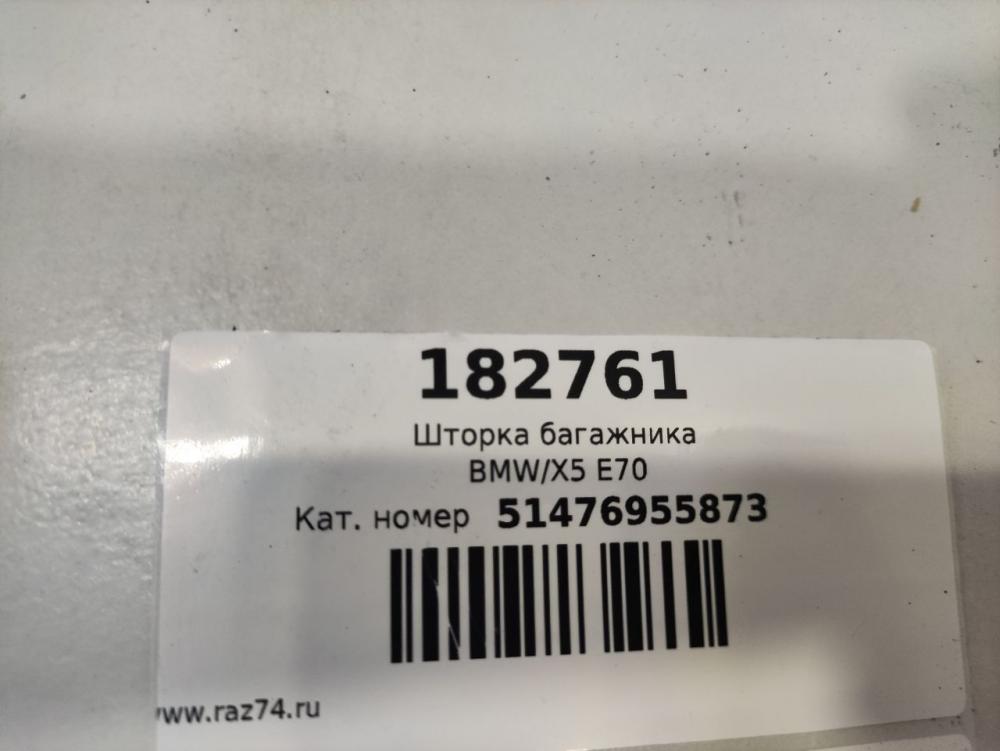 182761
Шторка багажника
BMW/X5 E70
Кат. номер 51476955873
www.raz74.ru